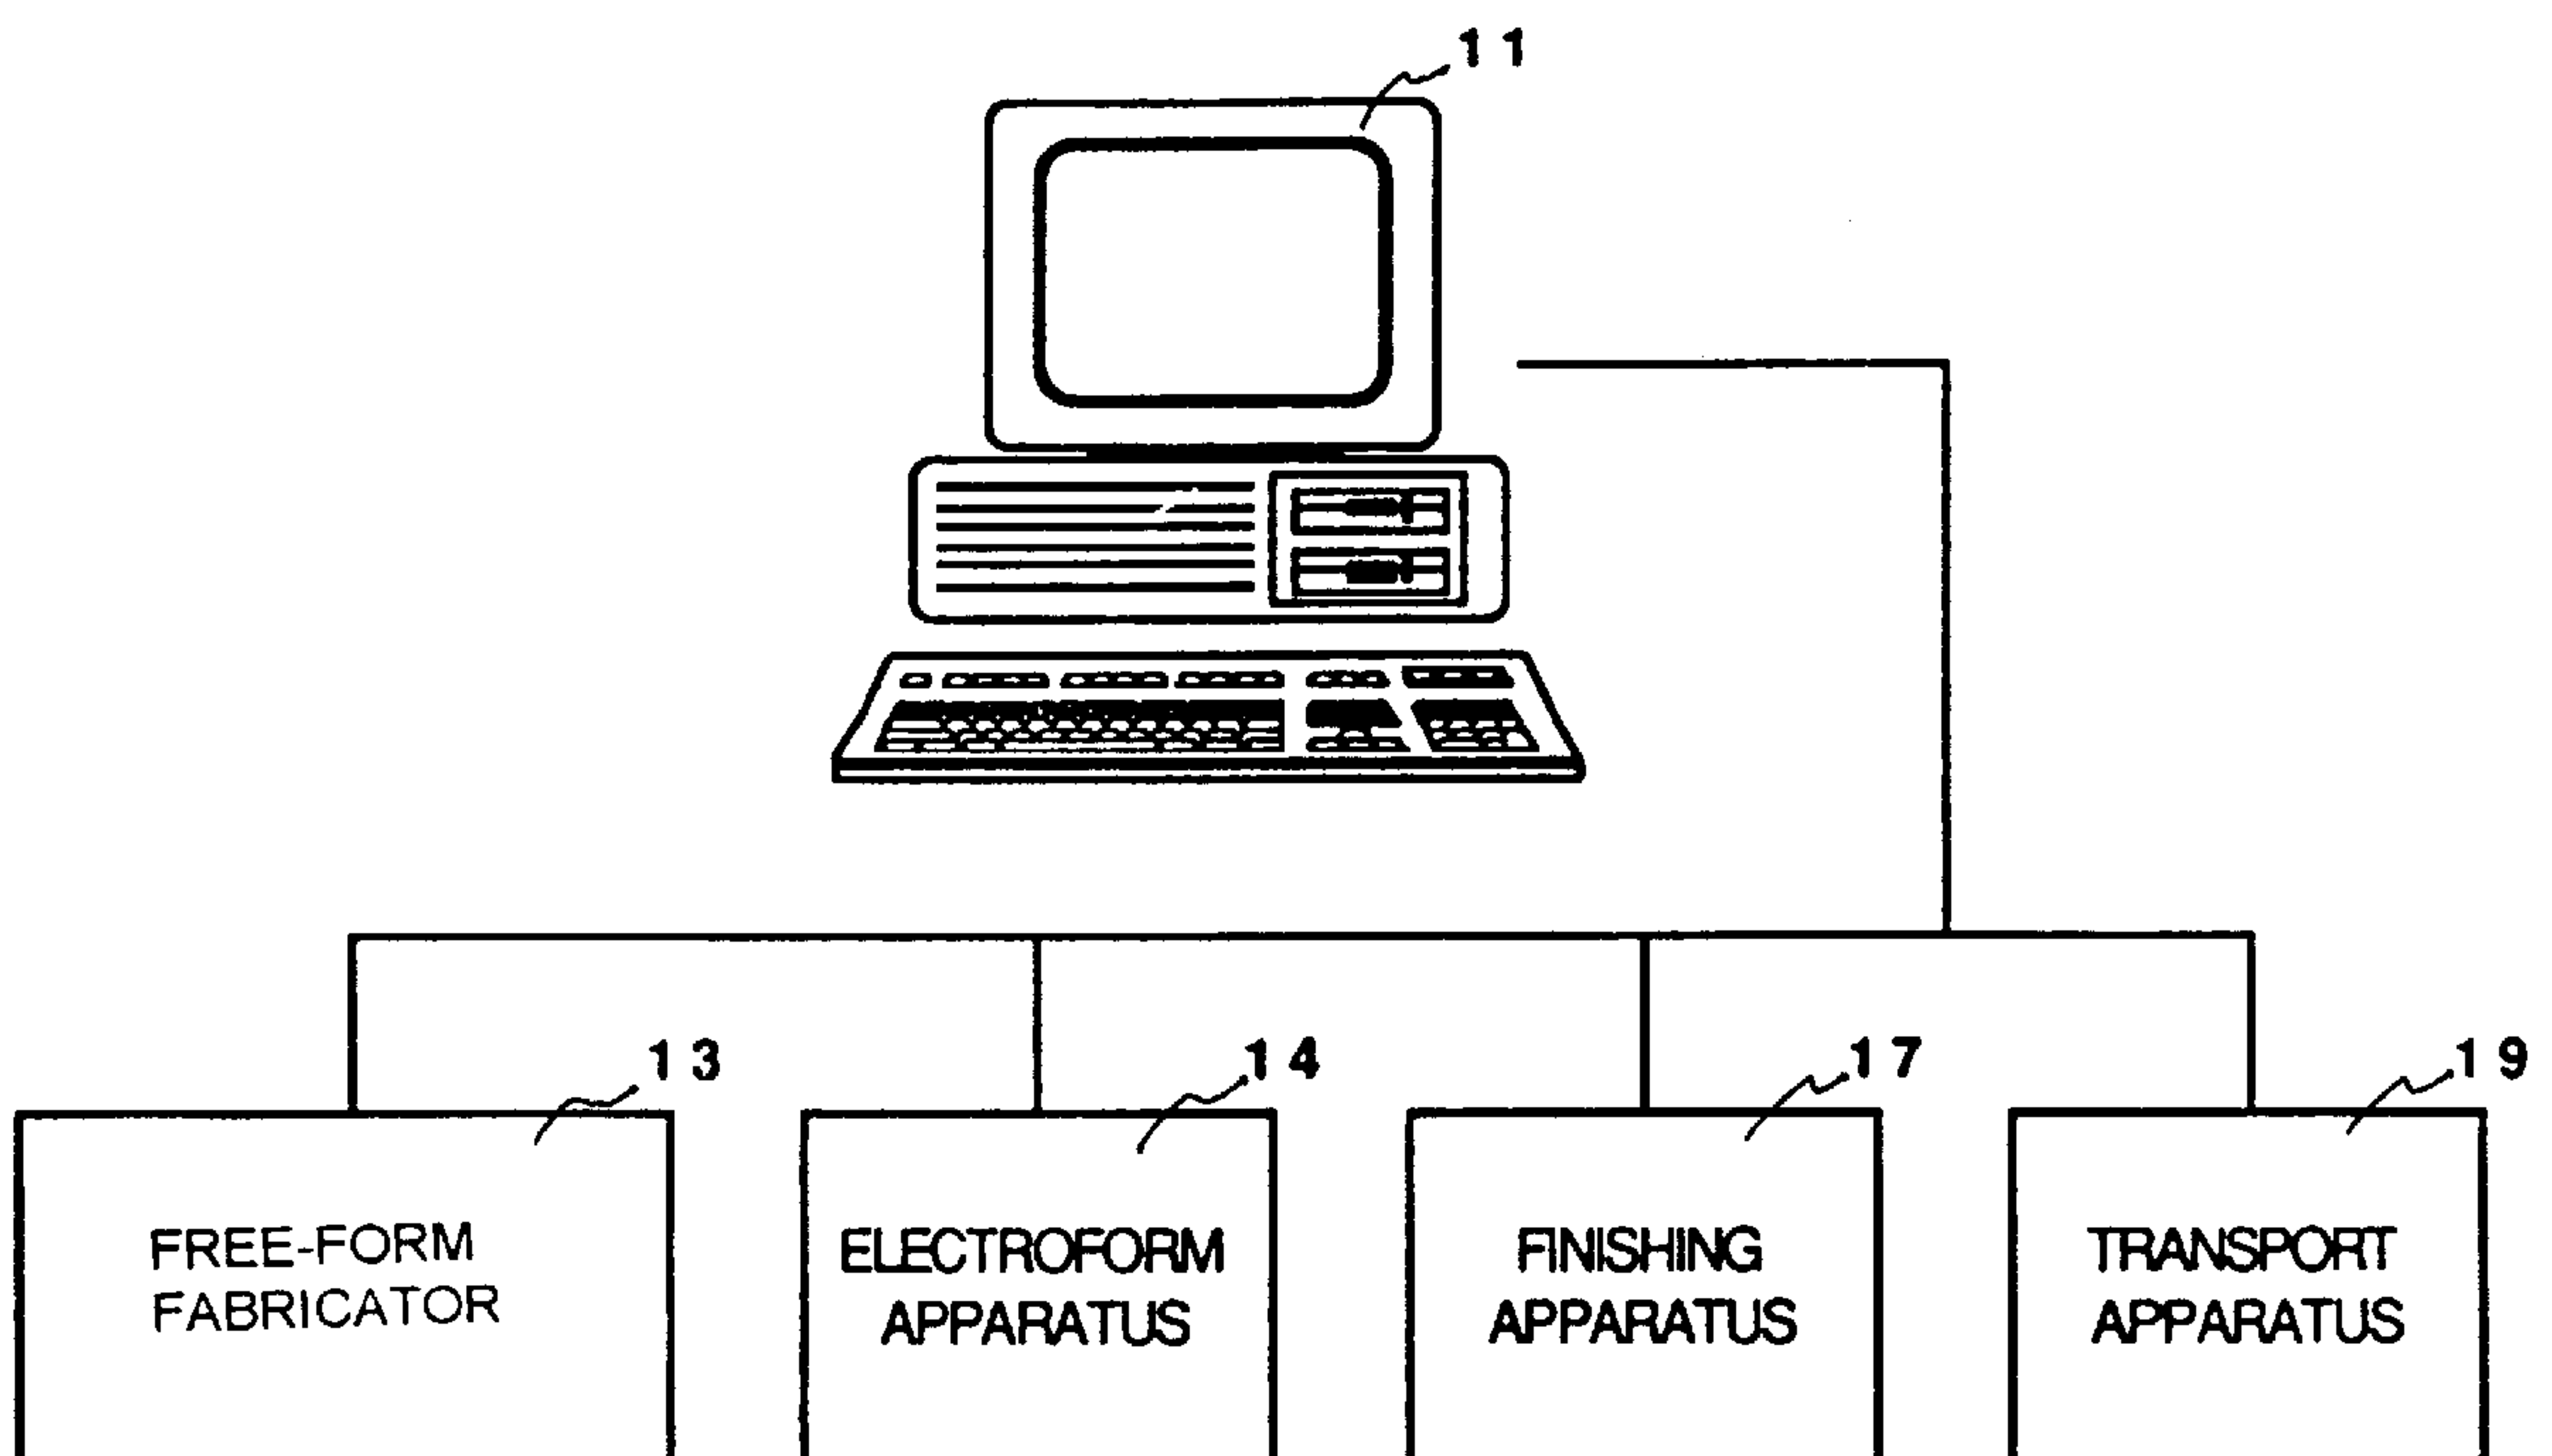 11
13
14
17
19
FREE-FORM
FABRICATOR
ELECTROFORM
APPARATUS
FINISHING
APPARATUS
TRANSPORT
APPARATUS